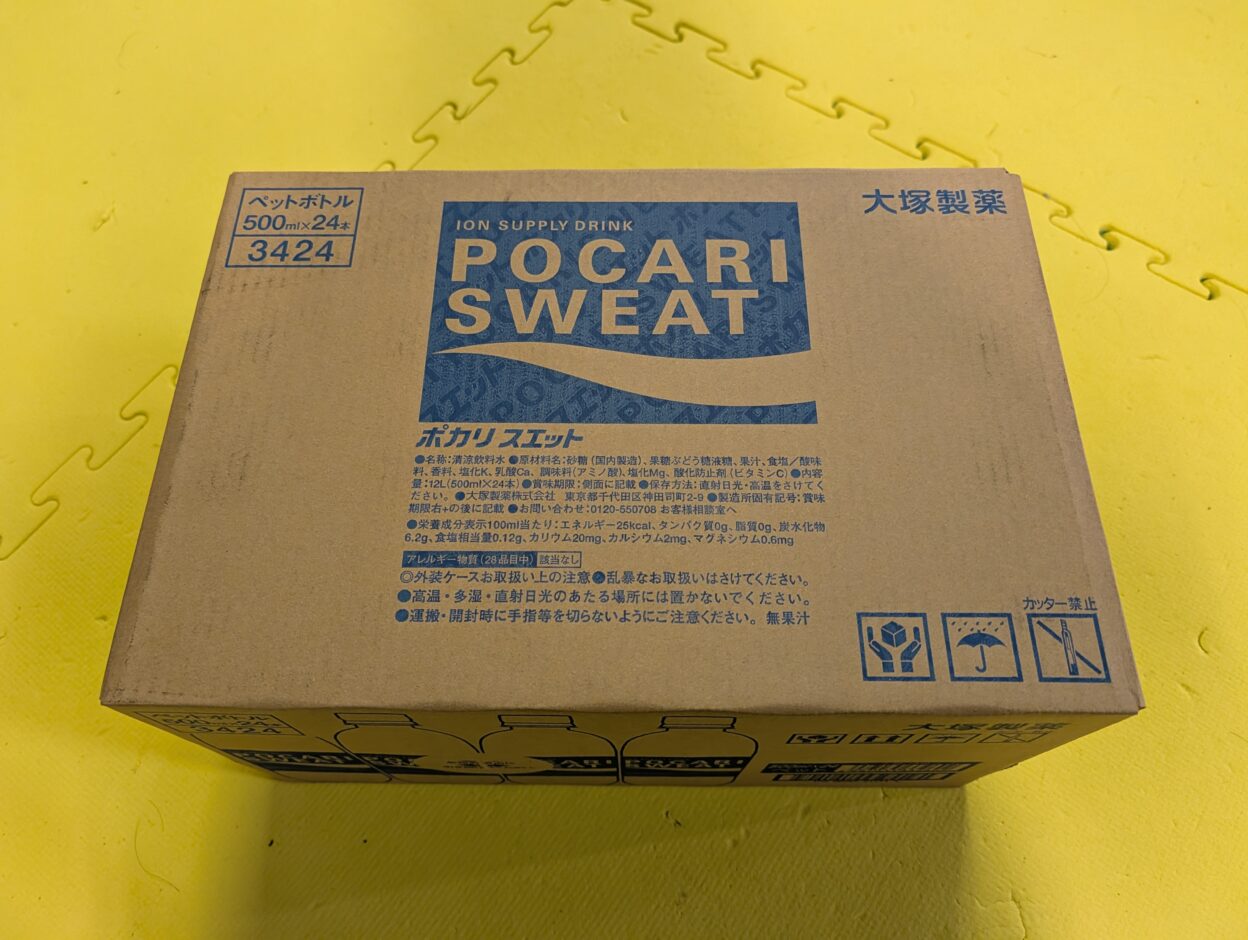 ペットボトル
500ml×24本
3424
大塚製薬
ION SUPPLY DRINK
POCARI
SWEAT
ポカリスエット
●名称:清涼飲料水 ●原材料名:砂糖(国内製造)、果糖ぶどう糖液糖、果汁、食塩/酸味
料、香料、塩化K、乳酸Ca、調味料(アミノ酸)、塩化Mg、酸化防止剤(ビタミンC) ●内容
量:12L(500ml×24本) ●賞味期限:側面に記載 ●保存方法:直射日光・高温をさけてく
ださい。 ●大塚製薬株式会社 東京都千代田区神田司町2-9 ●製造所固有記号:賞味
期限右+の後に記載 ●お問い合わせ:0120-550708 お客様相談室へ
●栄養成分表示100ml当たり:エネルギー25kcal、タンパク質0g、脂質0g、炭水化物
6.2g、食塩相当量0.12g、カリウム20mg、カルシウム2mg、マグネシウム0.6mg
アレルギー物質(28品目中) 該当なし
◎外装ケースお取扱い上の注意 ●乱暴なお取扱いはさけてください。
●高温・多湿・直射日光のあたる場所には置かないでください。
●運搬・開封時に手指等を切らないようにご注意ください。 無果汁
カッター禁止
ペットボトル
500ml×24本
3424
大塚製薬
POCARI